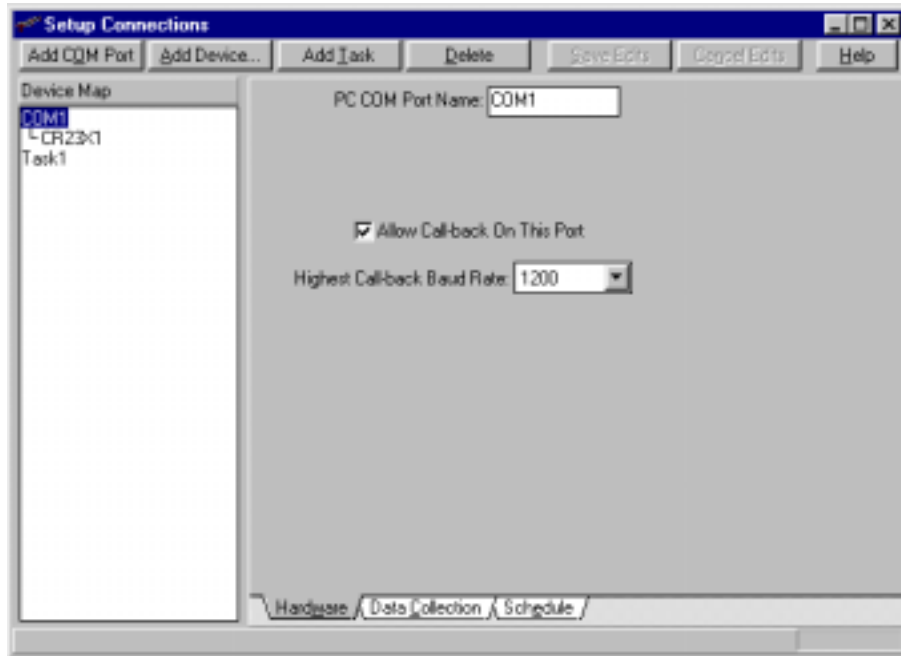 Setup Connections
Add COM Port Add Device... Add Task Delete Save Edits Cancel Edits Help
Device Map
PC COM Port Name: COM1
COM1
CR23X1
Task1
Allow Call-back On This Port
Highest Call-back Baud Rate: 1200
Hardware Data Collection Schedule